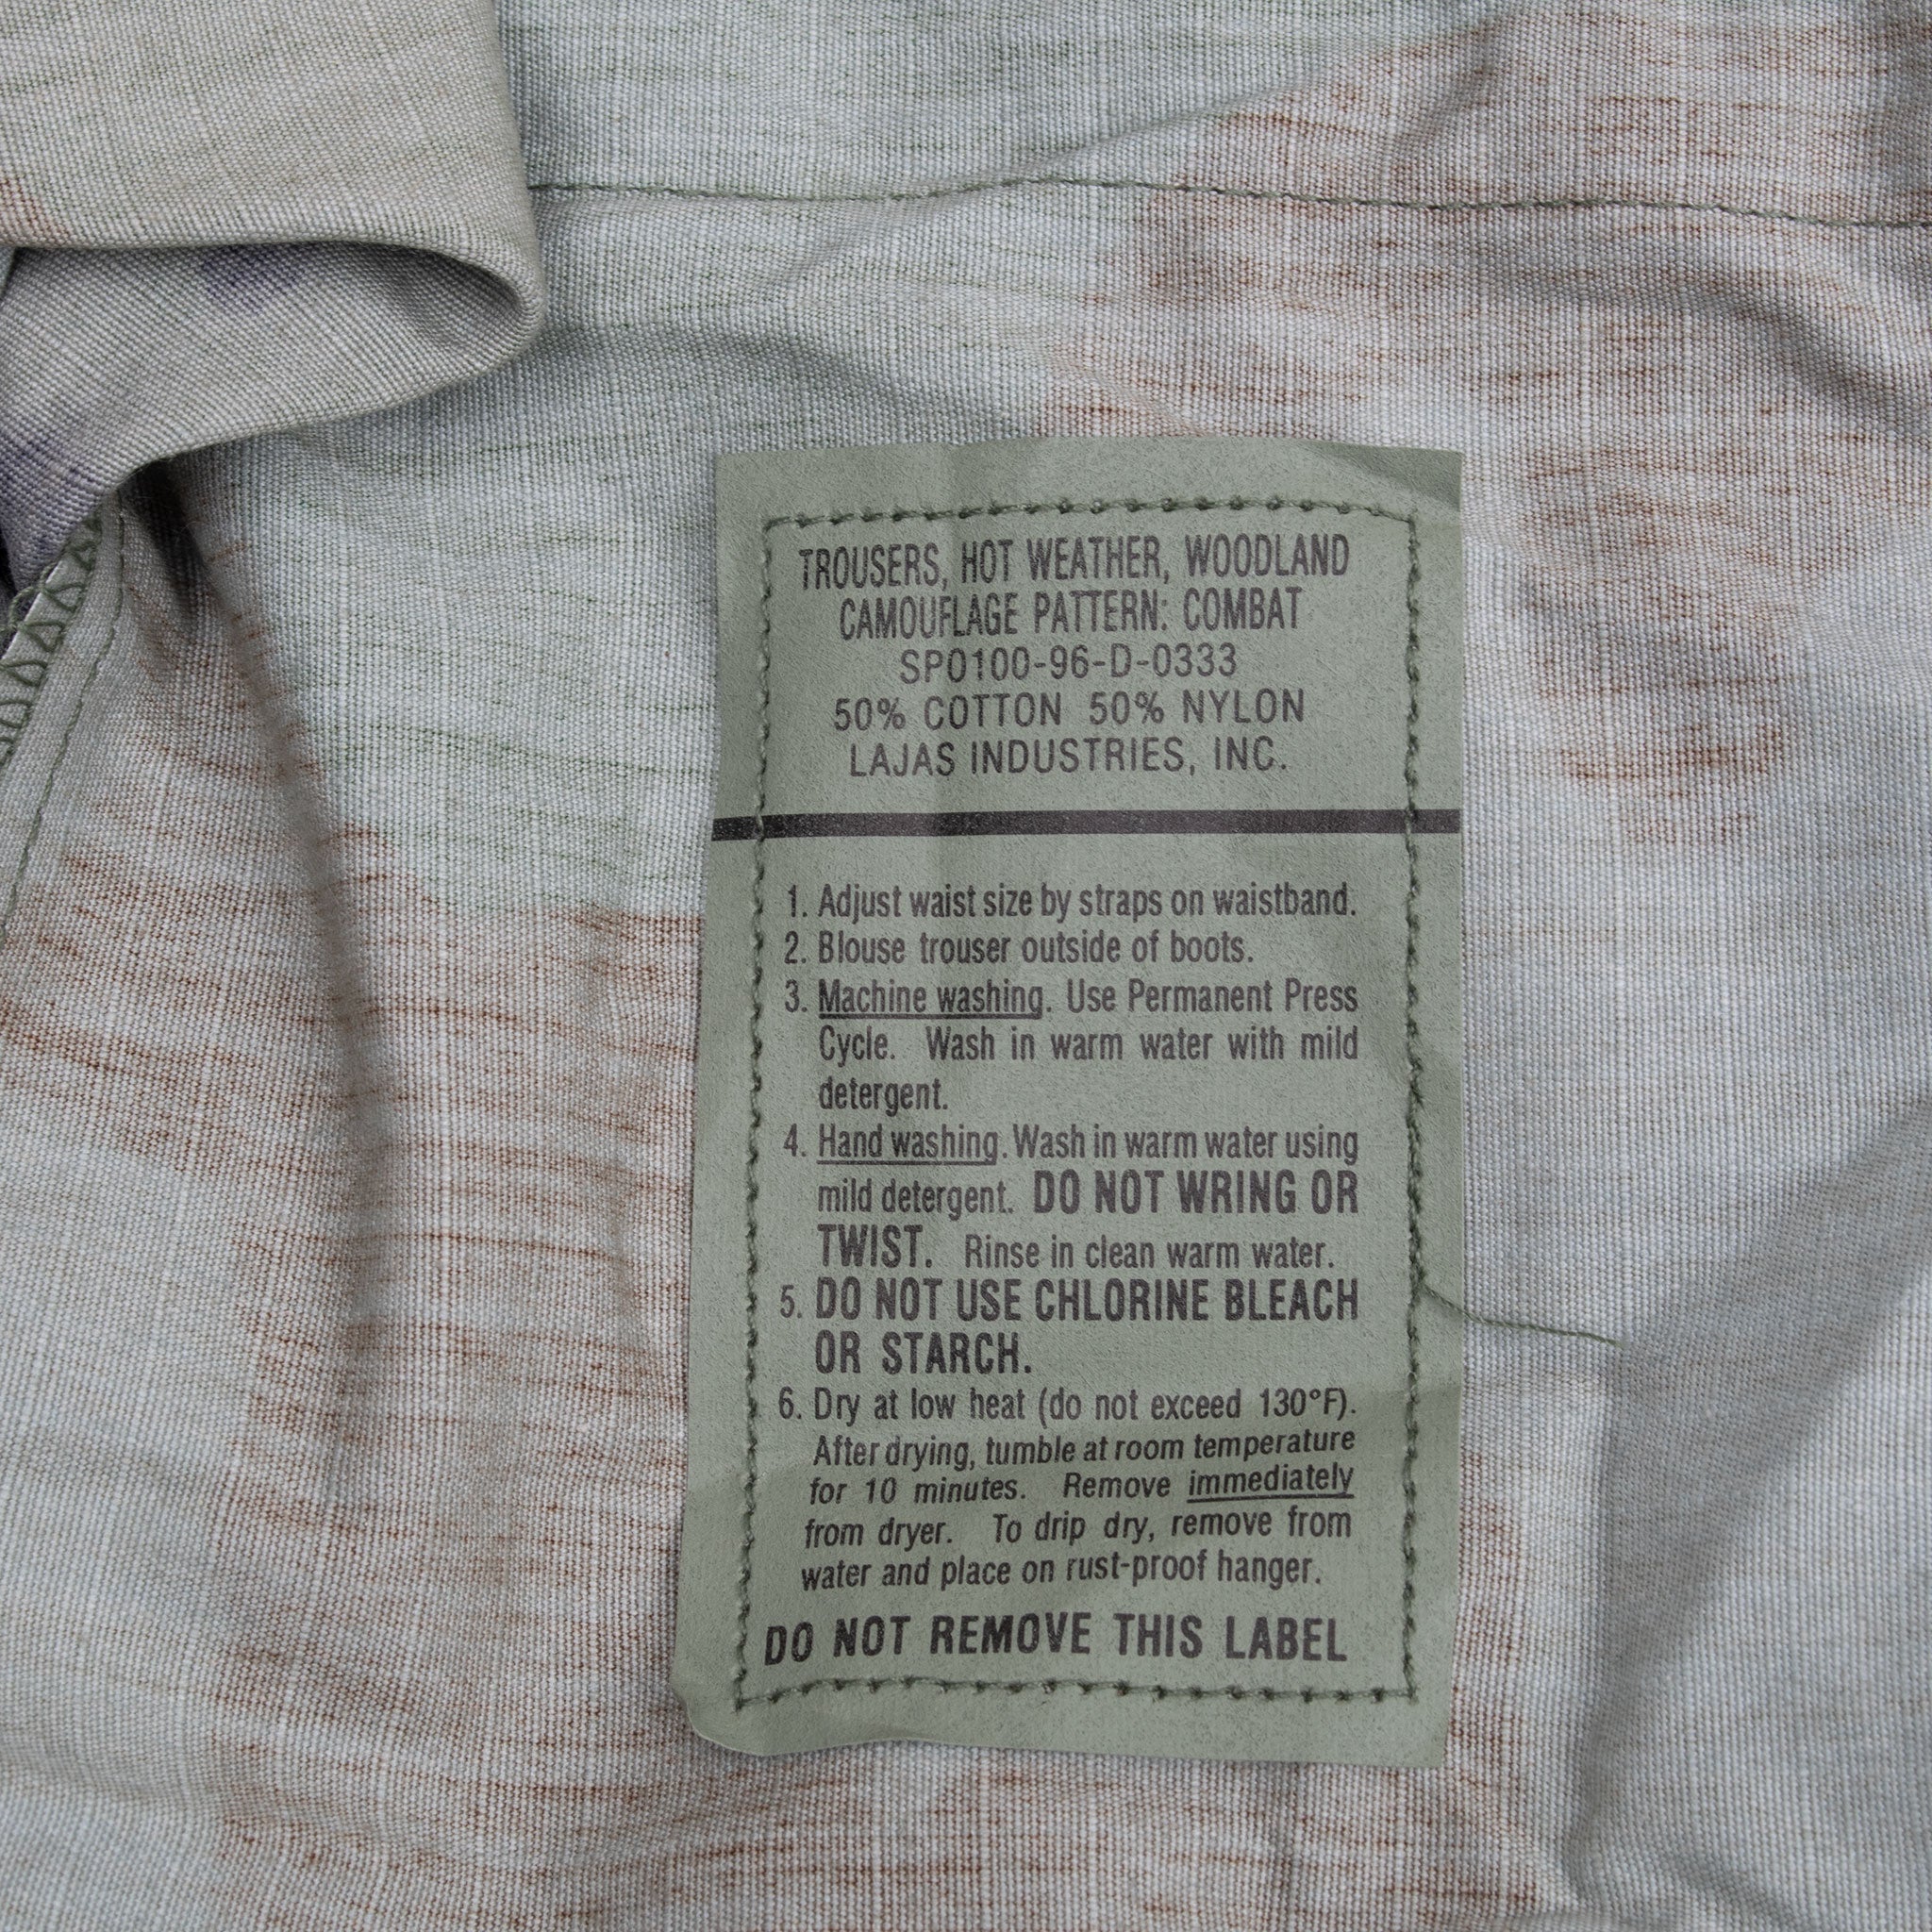 TROUSERS, HOT WEATHER, WOODLAND
CAMOUFLAGE PATTERN: COMBAT
SPO100-96-D-0333
50% COTTON 50% NYLON
LAJAS INDUSTRIES, INC.
1. Adjust waist size by straps on waistband.
2. Blouse trouser outside of boots.
3. Machine washing. Use Permanent Press
Cycle. Wash in warm water with mild
detergent.
4. Hand washing. Wash in warm water using
mild detergent. DO NOT WRING OR
TWIST. Rinse in clean warm water.
5. DO NOT USE CHLORINE BLEACH
OR STARCH.
6. Dry at low heat (do not exceed 130°F).
After drying, tumble at room temperature
for 10 minutes. Remove immediately
from dryer. To drip dry, remove from
water and place on rust-proof hanger.
DO NOT REMOVE THIS LABEL